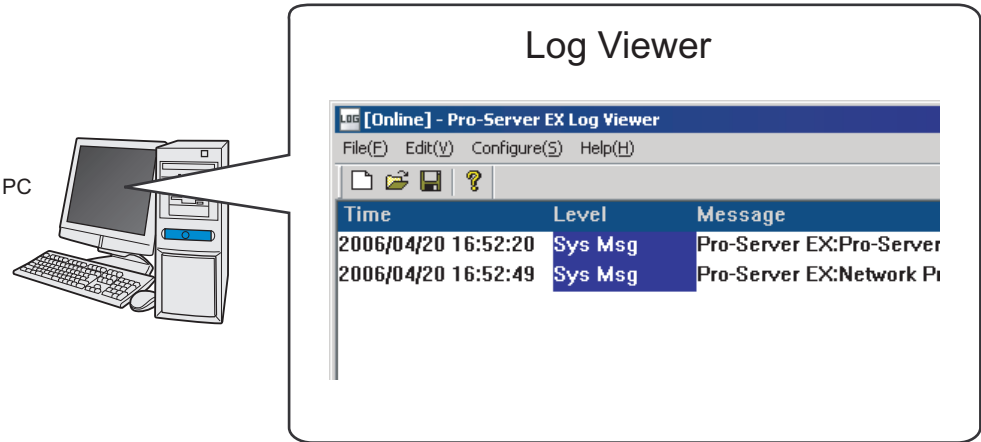 Log Viewer
LOG [Online] - Pro-Server EX Log Viewer
File(F) Edit(V) Configure(S) Help(H)
PC
Time Level Message
2006/04/20 16:52:20 Sys Msg Pro-Server EX:Pro-Server
2006/04/20 16:52:49 Sys Msg Pro-Server EX:Network Pr